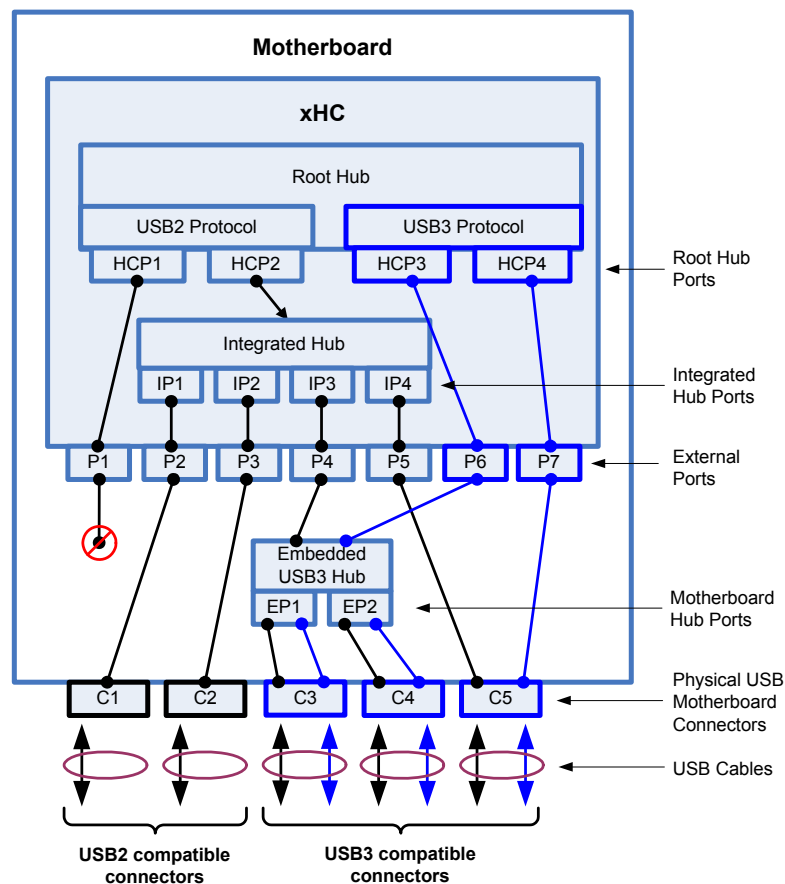 Motherboard
xHC
Root Hub
USB2 Protocol
USB3 Protocol
HCP1
HCP2
HCP3
HCP4
Root Hub
Ports
Integrated Hub
IP1
IP2
IP3
IP4
Integrated
Hub Ports
P1
P2
P3
P4
P5
P6
P7
External
Ports
Embedded
USB3 Hub
EP1
EP2
Motherboard
Hub Ports
C1
C2
C3
C4
C5
Physical USB
Motherboard
Connectors
USB Cables
USB2 compatible
connectors
USB3 compatible
connectors